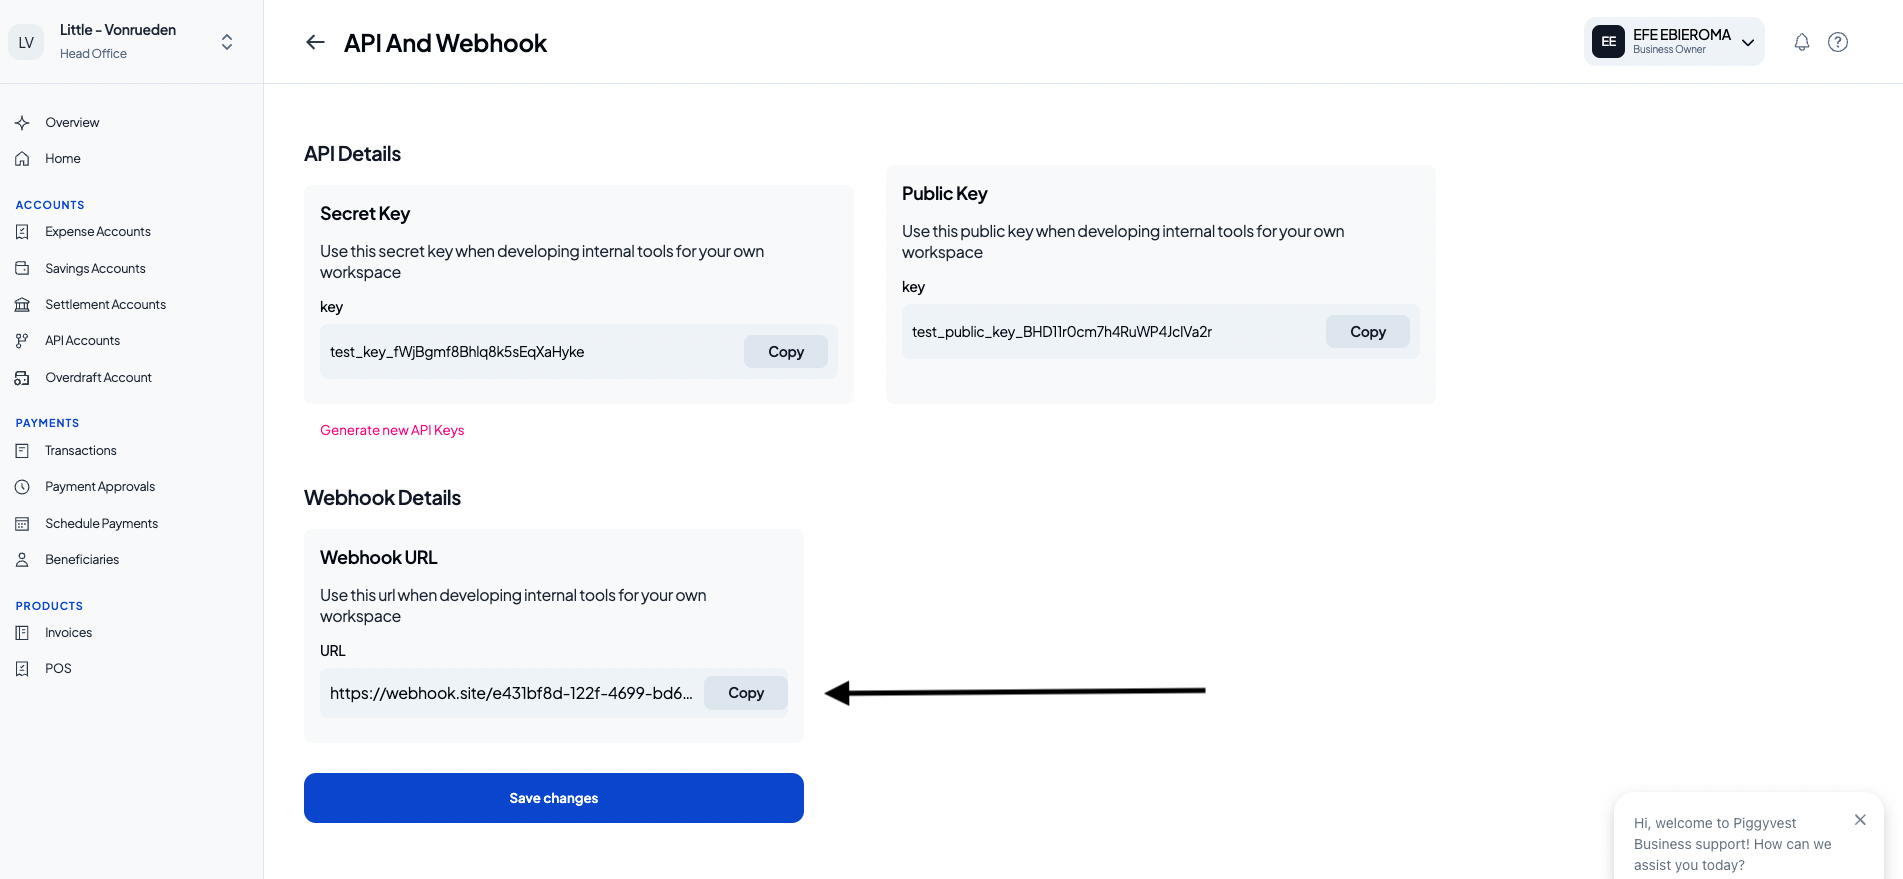 LV
Little - Vonrueden
Head Office
Overview
Home
ACCOUNTS
Expense Accounts
Savings Accounts
Settlement Accounts
API Accounts
Overdraft Account
PAYMENTS
Transactions
Payment Approvals
Schedule Payments
Beneficiaries
PRODUCTS
Invoices
POS
API And Webhook
EE
EFE EBIEROMA
Business Owner
API Details
Secret Key
Use this secret key when developing internal tools for your own
workspace
key
test_key_fWjBgmf8Bhlq8k5sEqXaHyke
Copy
Public Key
Use this public key when developing internal tools for your own
workspace
key
test_public_key_BHD11r0cm7h4RuWP4JclVa2r
Copy
Generate new API Keys
Webhook Details
Webhook URL
Use this url when developing internal tools for your own
workspace
URL
https://webhook.site/e431bf8d-122f-4699-bd6...
Copy
Save changes
Hi, welcome to Piggyvest
Business support! How can we
assist you today?